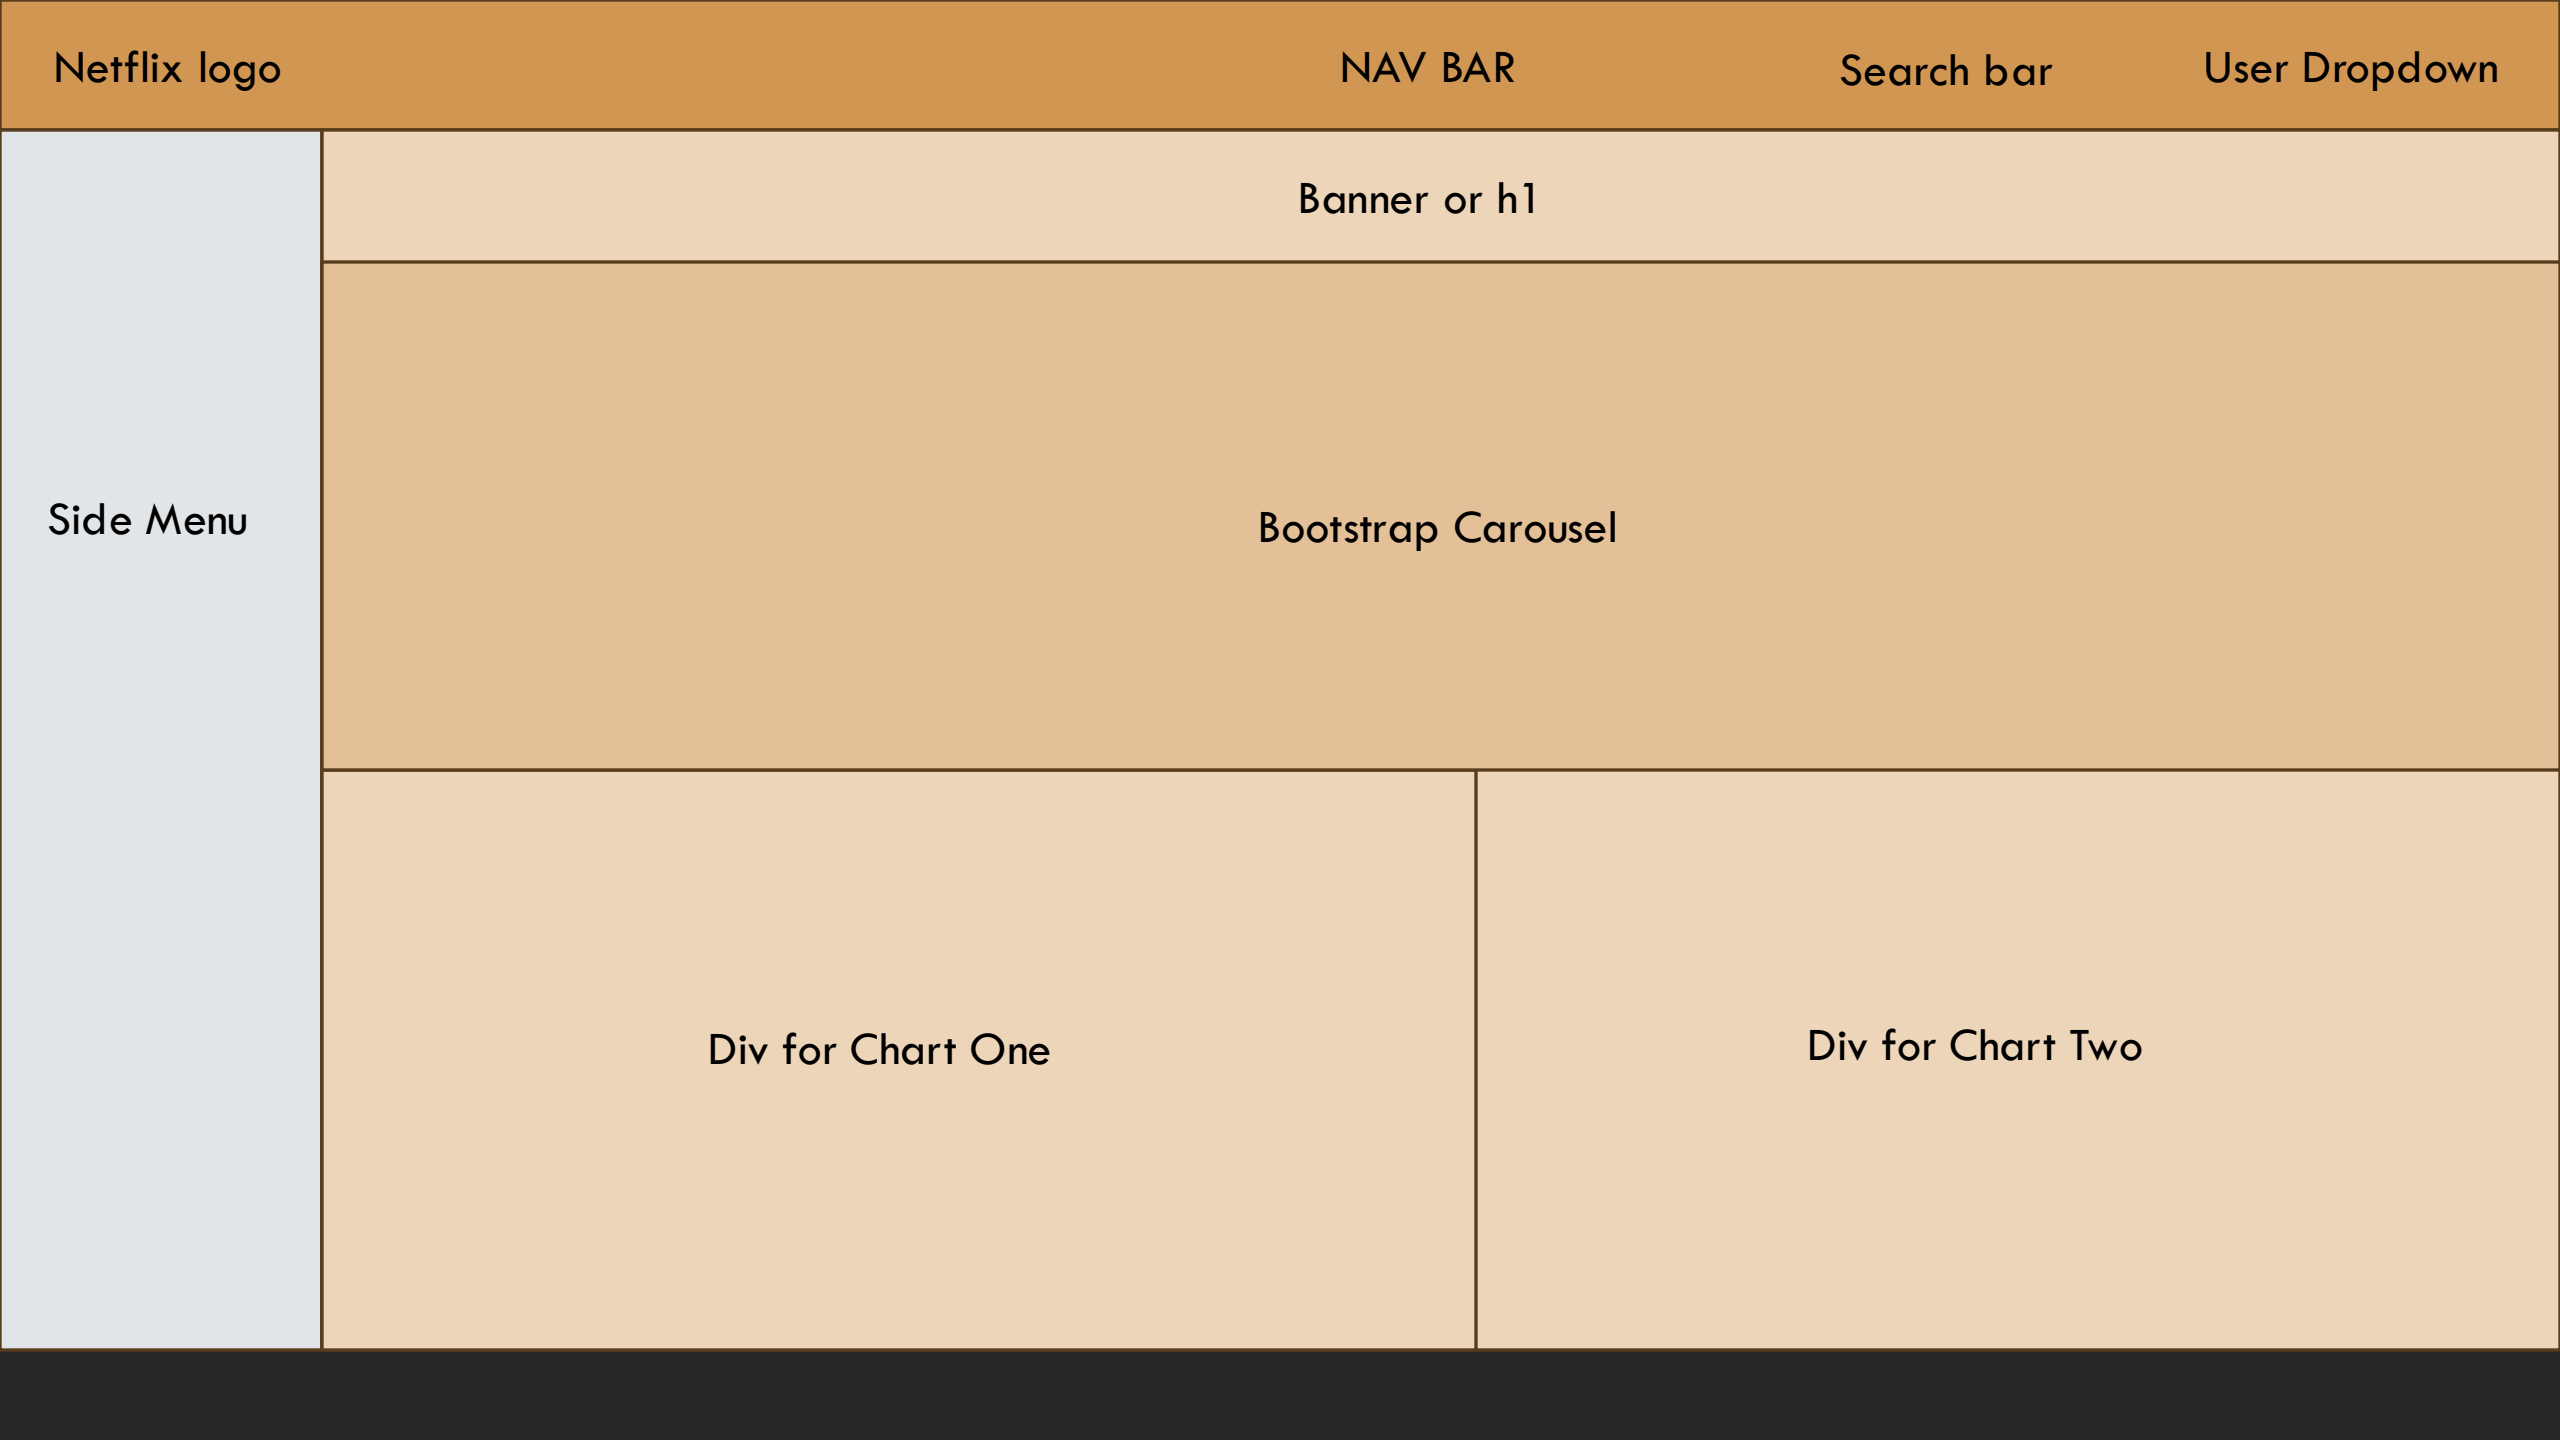 Netflix logo
NAV BAR
Search bar
User Dropdown
Banner or h1
Side Menu
Bootstrap Carousel
Div for Chart One
Div for Chart Two